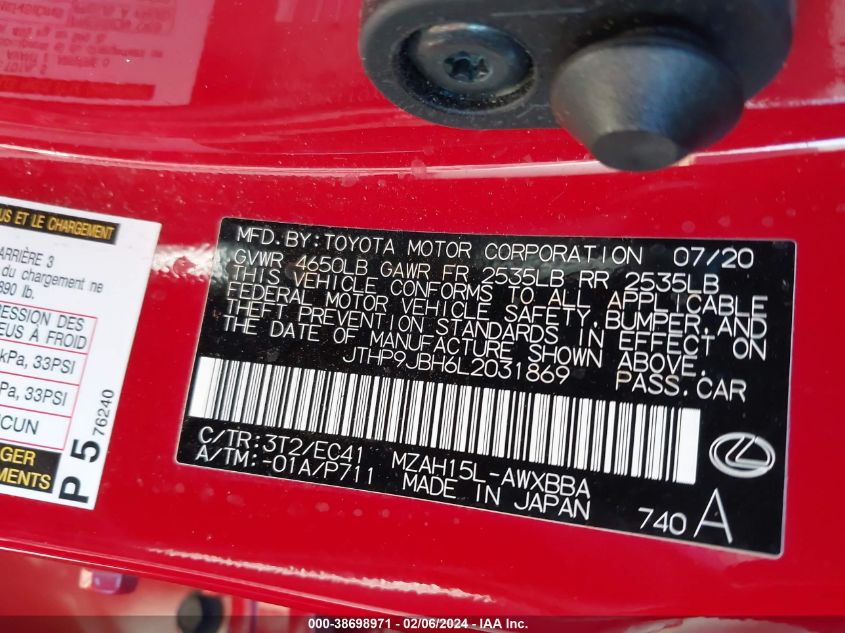 US ET LE CHARGEMENT
ARRIÈRE 3
du chargement ne
890 lb.
RESSION DES
EUS À FROID
kPa, 33PSI
Pa, 33PSI
UCUN
GER
EMENTS
P 5 76240
MFD.BY:TOYOTA MOTOR CORPORATION 07/20
GVWR 4650LB GAWR FR 2535LB RR 2535LB
THIS VEHICLE CONFORMS TO ALL APPLICABLE
FEDERAL MOTOR VEHICLE SAFETY,BUMPER,AND
THEFT PREVENTION STANDARDS IN EFFECT ON
THE DATE OF MANUFACTURE SHOWN ABOVE.
JTHP9JBH6L2031869 PASS.CAR
C/TR:3T2/EC41 MZAH15L-AWXBBA
A/TM:-01A/P711 MADE IN JAPAN
740 A
000-38698971 - 02/06/2024 - IAA Inc.